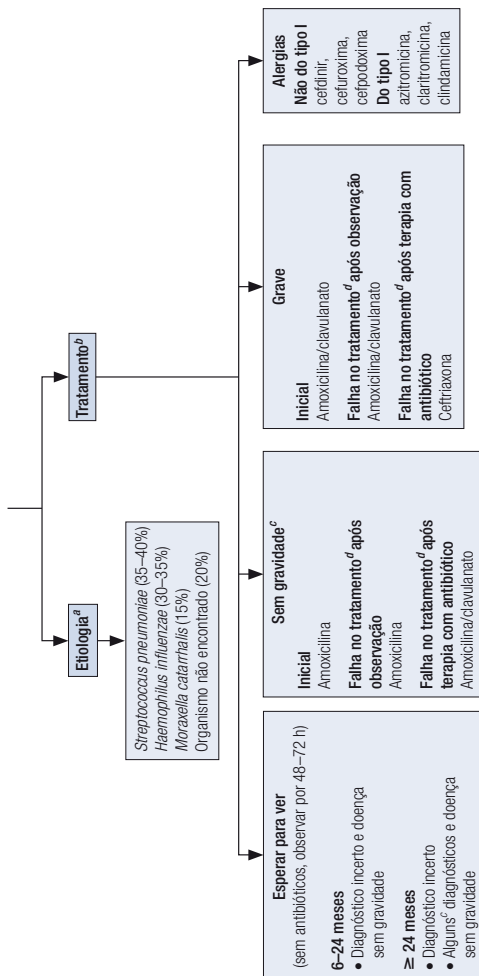 Etiologia^a
Tratamento^b
Streptococcus pneumoniae (35–40%)
Haemophilus influenzae (30–35%)
Moraxella catarrhalis (15%)
Organismo não encontrado (20%)
Esperar para ver
(sem antibióticos, observar por 48–72 h)
6–24 meses
• Diagnóstico incerto e doença
sem gravidade
≥ 24 meses
• Diagnóstico incerto
• Alguns^c diagnósticos e doença
sem gravidade
Sem gravidade^c
Inicial
Amoxicilina
Falha no tratamento^d após
observação
Amoxicilina
Falha no tratamento^d após
terapia com antibiótico
Amoxicilina/clavulanato
Grave
Inicial
Amoxicilina/clavulanato
Falha no tratamento^d após observação
Amoxicilina/clavulanato
Falha no tratamento^d após terapia com
antibiótico
Ceftriaxona
Alergias
Não do tipo I
cefdinir,
cefuroxima,
cefpodoxima
Do tipo I
azitromicina,
claritromicina,
clindamicina